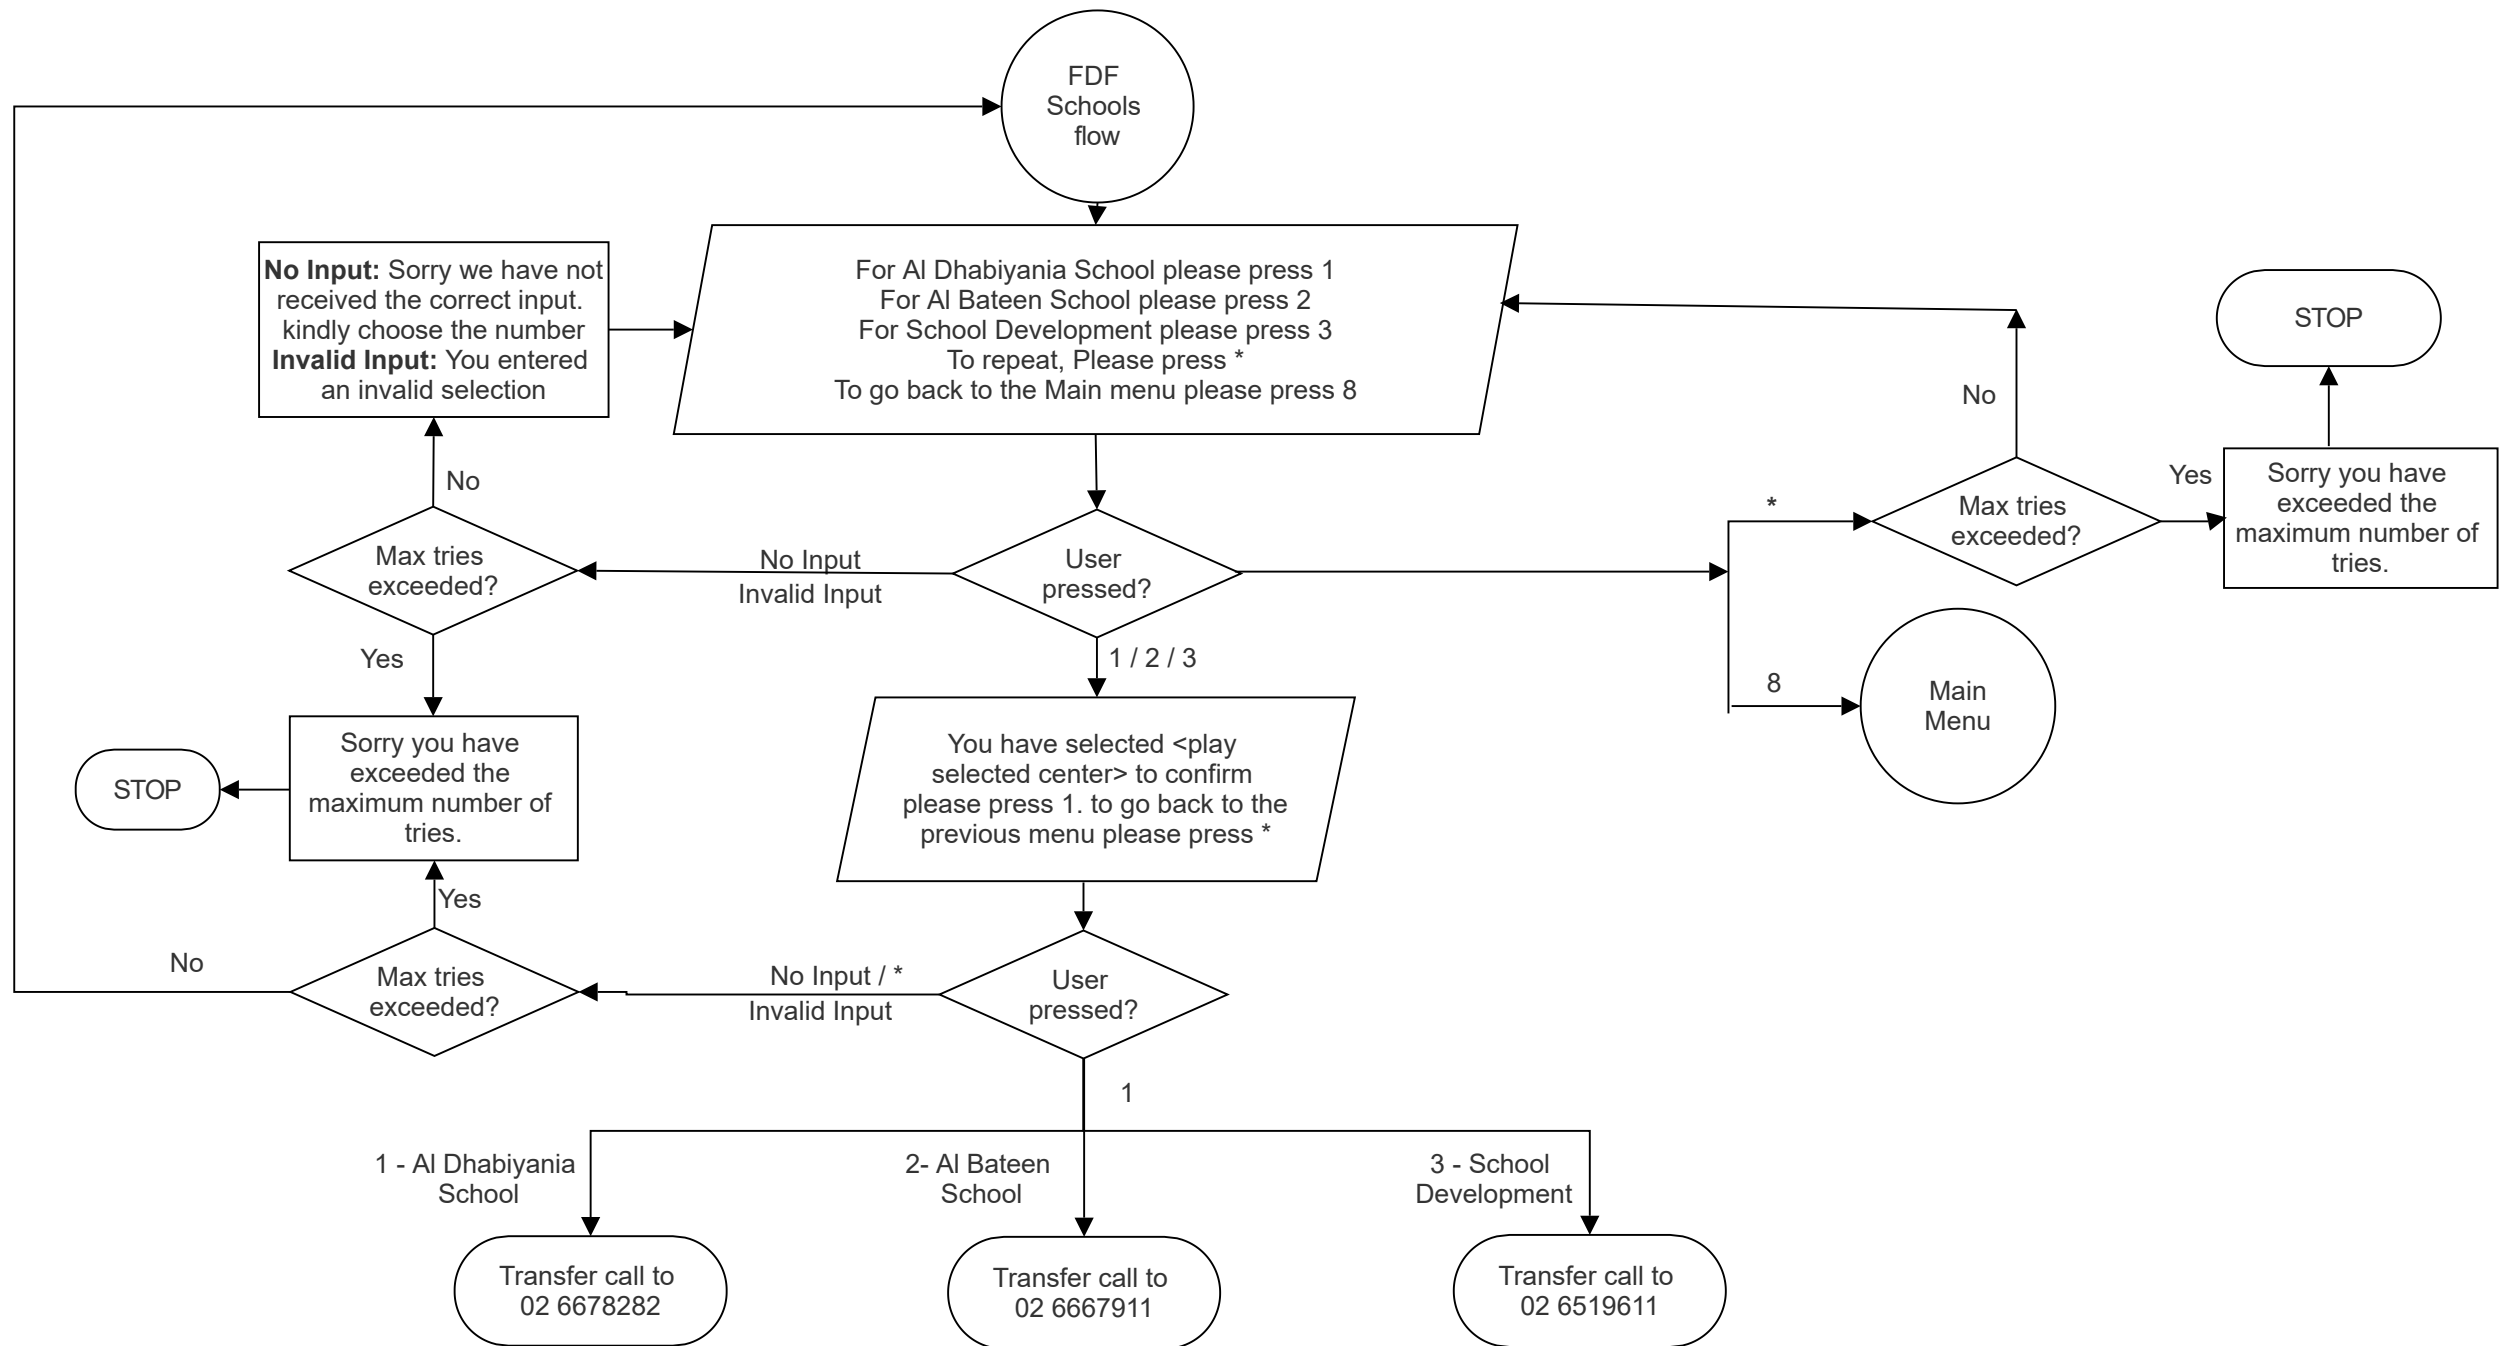 FDF
Schools
flow
No Input: Sorry we have not
received the correct input.
kindly choose the number
Invalid Input: You entered
an invalid selection
For Al Dhabiyania School please press 1
For Al Bateen School please press 2
For School Development please press 3
To repeat, Please press *
To go back to the Main menu please press 8
STOP
No
No
Yes
Sorry you have
exceeded the
maximum number of
tries.
*
Max tries
exceeded?
Max tries
exceeded?
No Input
Invalid Input
User
pressed?
Yes
1 / 2 / 3
8
Main
Menu
Sorry you have
exceeded the
maximum number of
tries.
STOP
You have selected <play
selected center> to confirm
please press 1. to go back to the
previous menu please press *
Yes
No
Max tries
exceeded?
No Input / *
Invalid Input
User
pressed?
1
1 - Al Dhabiyania
School
2- Al Bateen
School
3 - School
Development
Transfer call to
02 6678282
Transfer call to
02 6667911
Transfer call to
02 6519611